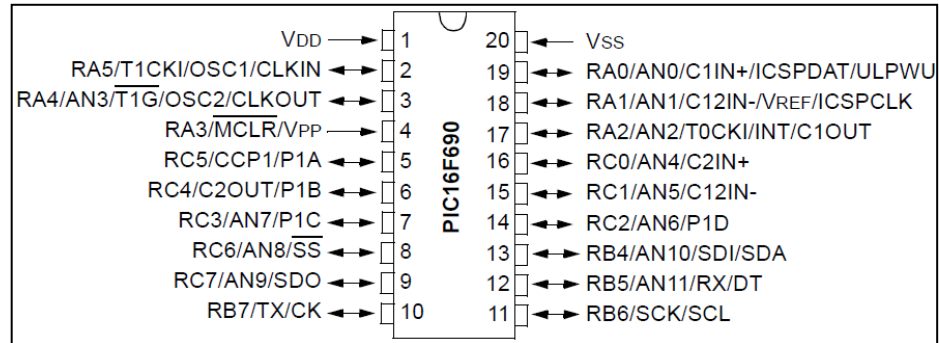 VDD 1 20 VSS
RA5/T1CKI/OSC1/CLKIN 2 19 RA0/AN0/C1IN+/ICSPDAT/ULPWU
RA4/AN3/T1G/OSC2/CLKOUT 3 18 RA1/AN1/C12IN-/VREF/ICSPCLK
RA3/MCLR/VPP 4 17 RA2/AN2/T0CKI/INT/C1OUT
RC5/CCP1/P1A 5 16 RC0/AN4/C2IN+
RC4/C2OUT/P1B 6 15 RC1/AN5/C12IN-
RC3/AN7/P1C 7 14 RC2/AN6/P1D
RC6/AN8/SS 8 13 RB4/AN10/SDI/SDA
RC7/AN9/SDO 9 12 RB5/AN11/RX/DT
RB7/TX/CK 10 11 RB6/SCK/SCL
PIC16F690